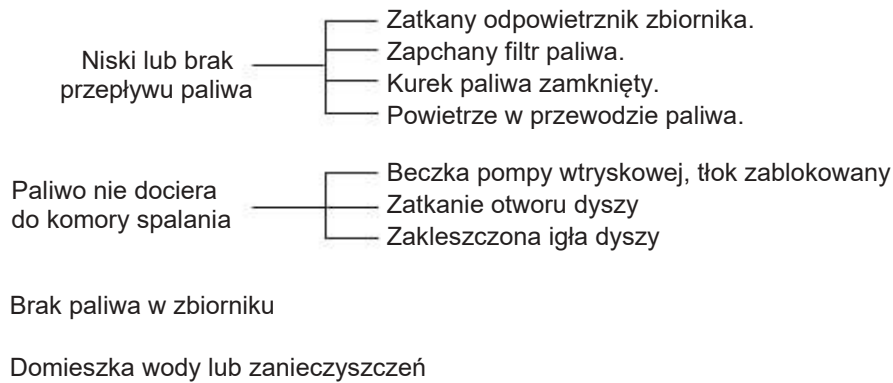 Niski lub brak
przepływu paliwa
Zatkany odpowietrznik zbiornika.
Zapchany filtr paliwa.
Kurek paliwa zamknięty.
Powietrze w przewodzie paliwa.
Paliwo nie dociera
do komory spalania
Beczka pompy wtryskowej, tłok zablokowany
Zatkanie otworu dyszy
Zakleszczona igła dyszy
Brak paliwa w zbiorniku
Domieszka wody lub zanieczyszczeń